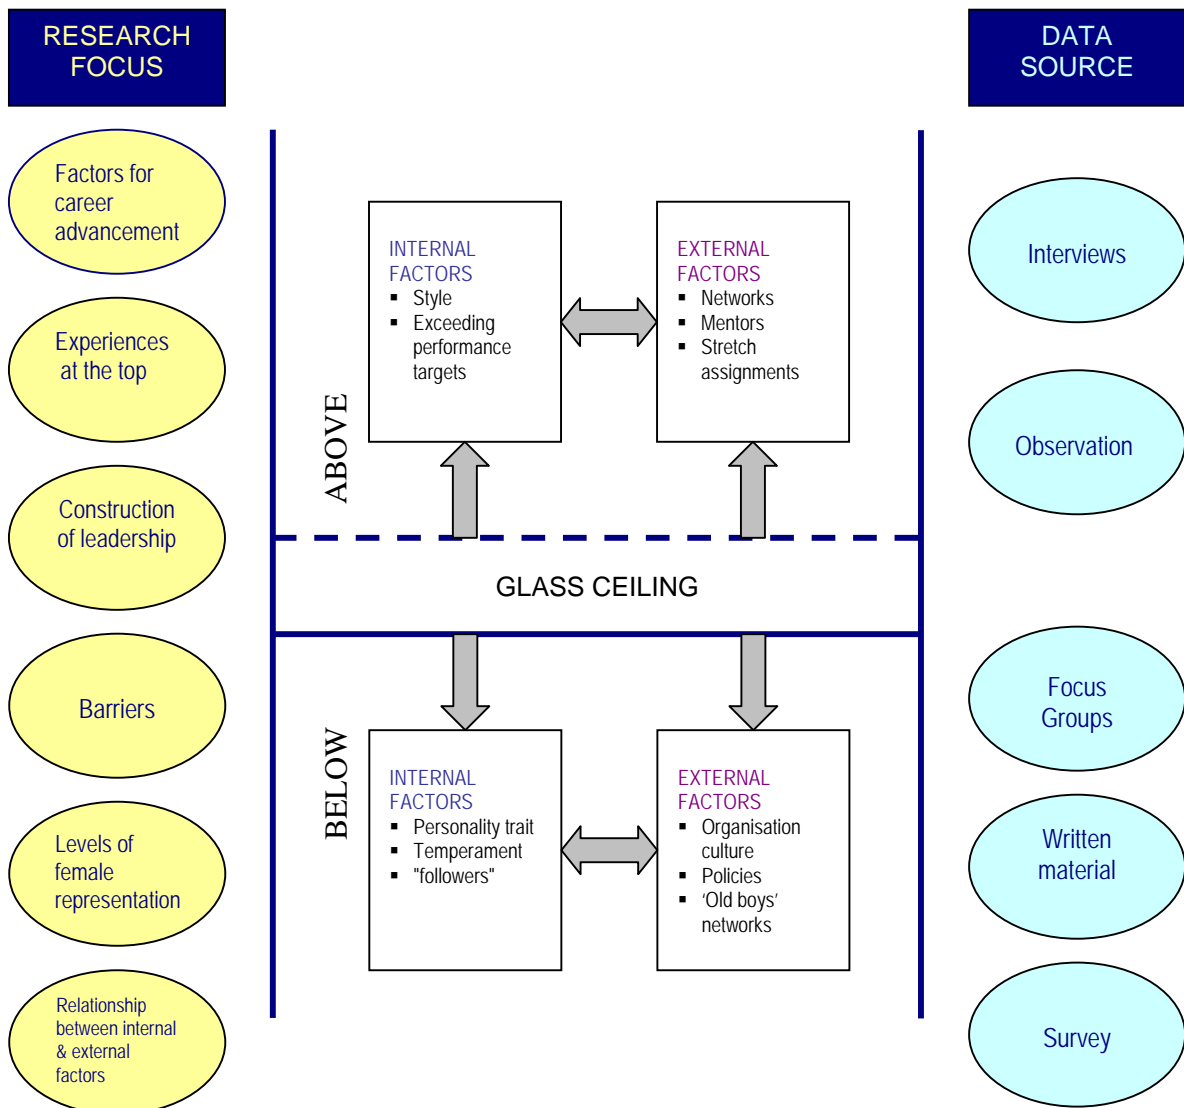 RESEARCH
FOCUS
Factors for
career
advancement
Experiences
at the top
Construction
of leadership
Barriers
Levels of
female
representation
Relationship
between internal
& external
factors
ABOVE
INTERNAL
FACTORS
▪ Style
▪ Exceeding
performance
targets
EXTERNAL
FACTORS
▪ Networks
▪ Mentors
▪ Stretch
assignments
GLASS CEILING
BELOW
INTERNAL
FACTORS
▪ Personality trait
▪ Temperament
▪ "followers"
EXTERNAL
FACTORS
▪ Organisation
culture
▪ Policies
▪ ‘Old boys’
networks
DATA
SOURCE
Interviews
Observation
Focus
Groups
Written
material
Survey